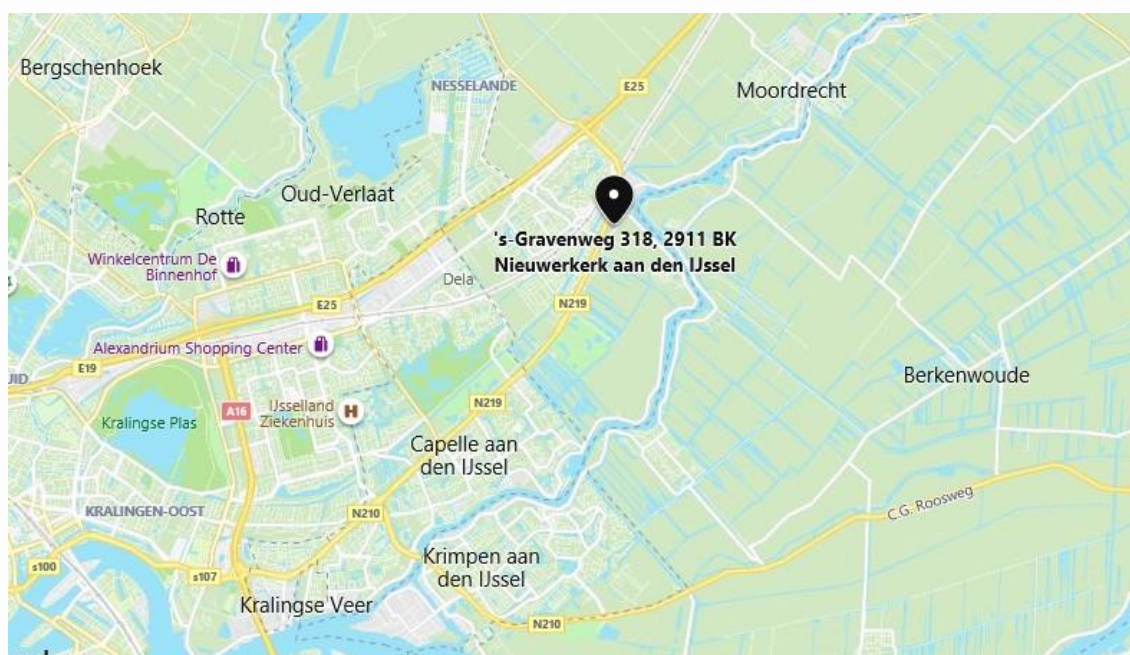 Bergschenhoek
NESSELANDE
E25
Moordrecht
Oud-Verlaat
Rotte
's-Gravenweg 318, 2911 BK
Nieuwerkerk aan den IJssel
Winkelcentrum De
Binnenhof
Dela
E25
N219
Alexandrium Shopping Center
E19
UID
Berkenwoude
N219
A16
IJsselland
Ziekenhuis
H
Kralingse Plas
Capelle aan
den IJssel
C.G. Roosweg
KRALINGEN-OOST
N210
Krimpen aan
den IJssel
s100
s107
Kralingse Veer
N210